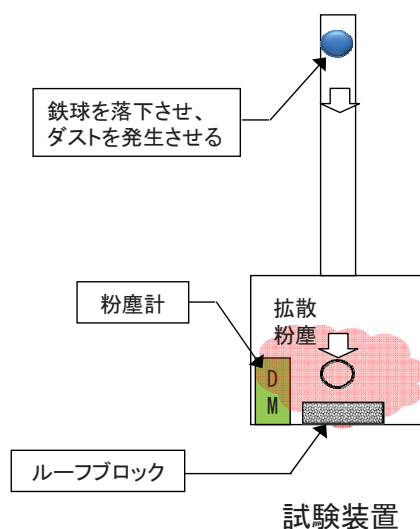 鉄球を落下させ、
ダストを発生させる
粉塵計
拡散
粉塵
D
M
ルーフブロック
試験装置